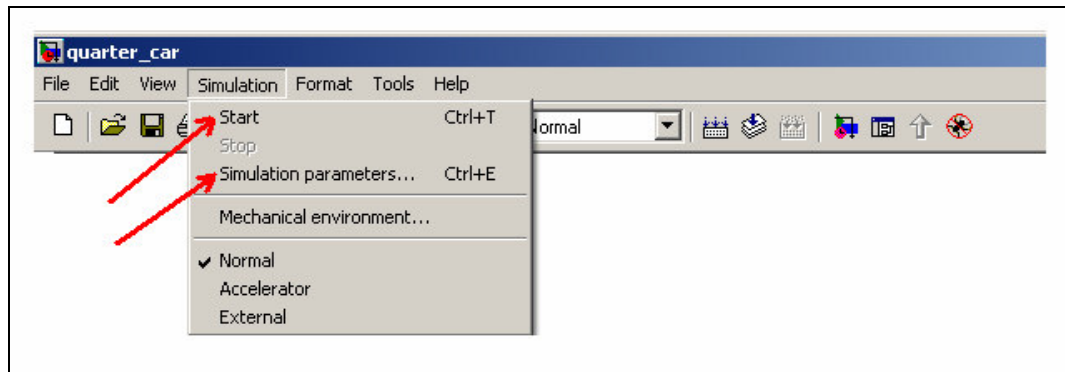 quarter_car
File Edit View Simulation Format Tools Help
Start Ctrl+T
Stop
Simulation parameters... Ctrl+E
Mechanical environment...
Normal
Accelerator
External